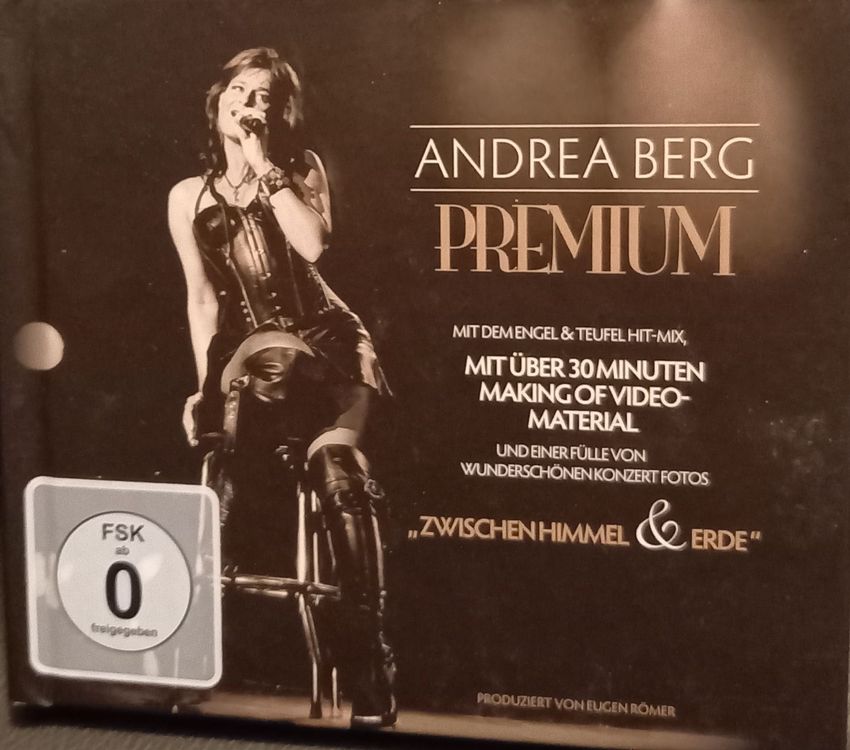 ANDREA BERG
PREMIUM
MIT DEM ENGEL & TEUFEL HIT-MIX,
MIT ÜBER 30 MINUTEN
MAKING OF VIDEO-
MATERIAL
UND EINER FÜLLE VON
WUNDERSCHÖNEN KONZERT FOTOS
„ZWISCHEN HIMMEL & ERDE“
FSK
ab
0
freigegeben
PRODUZIERT VON EUGEN RÖMER